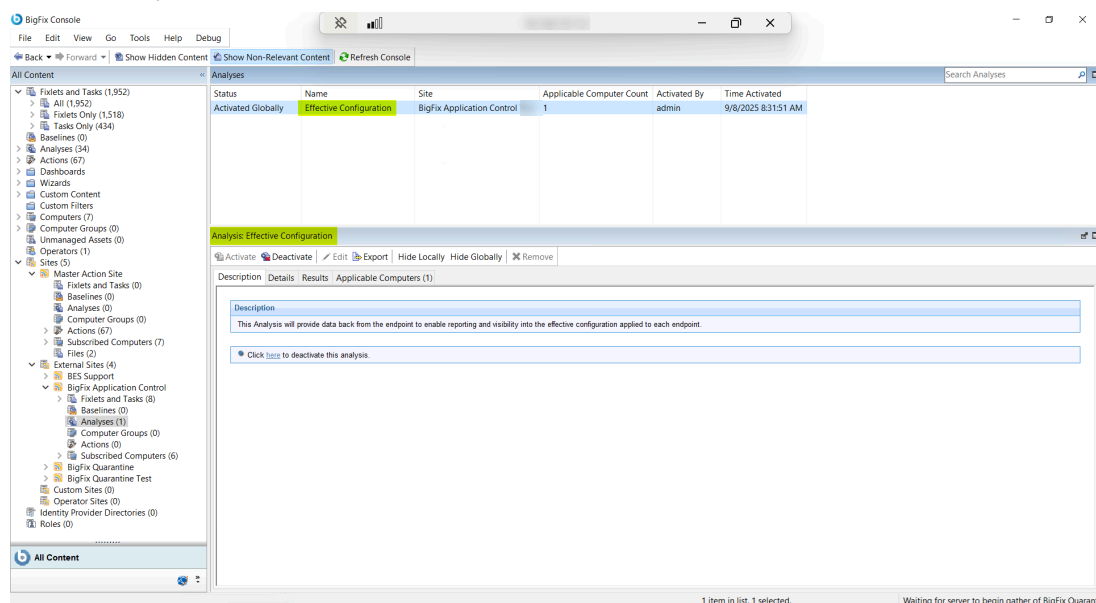 BigFix Console
File Edit View Go Tools Help Debug
Back Forward Show Hidden Content Show Non-Relevant Content Refresh Console
All Content « Analyses Search Analyses
Fixlets and Tasks (1,952)
All (1,952)
Fixlets Only (1,518)
Tasks Only (434)
Baselines (0)
Analyses (34)
Actions (67)
Dashboards
Wizards
Custom Content
Custom Filters
Computers (7)
Computer Groups (0)
Unmanaged Assets (0)
Operators (1)
Sites (5)
Master Action Site
Fixlets and Tasks (0)
Baselines (0)
Analyses (0)
Computer Groups (0)
Actions (67)
Subscribed Computers (7)
Files (2)
External Sites (4)
BES Support
BigFix Application Control
Fixlets and Tasks (8)
Baselines (0)
Analyses (1)
Computer Groups (0)
Actions (0)
Subscribed Computers (6)
BigFix Quarantine
BigFix Quarantine Test
Custom Sites (0)
Operator Sites (0)
Identity Provider Directories (0)
Roles (0)
All Content
Status Name Site Applicable Computer Count Activated By Time Activated
Activated Globally Effective Configuration BigFix Application Control 1 admin 9/8/2025 8:31:51 AM
Analysis: Effective Configuration
Activate Deactivate Edit Export Hide Locally Hide Globally Remove
Description Details Results Applicable Computers (1)
Description
This Analysis will provide data back from the endpoint to enable reporting and visibility into the effective configuration applied to each endpoint.
Click here to deactivate this analysis.
1 item in list, 1 selected. Waiting for server to begin gather of BigFix Quaran